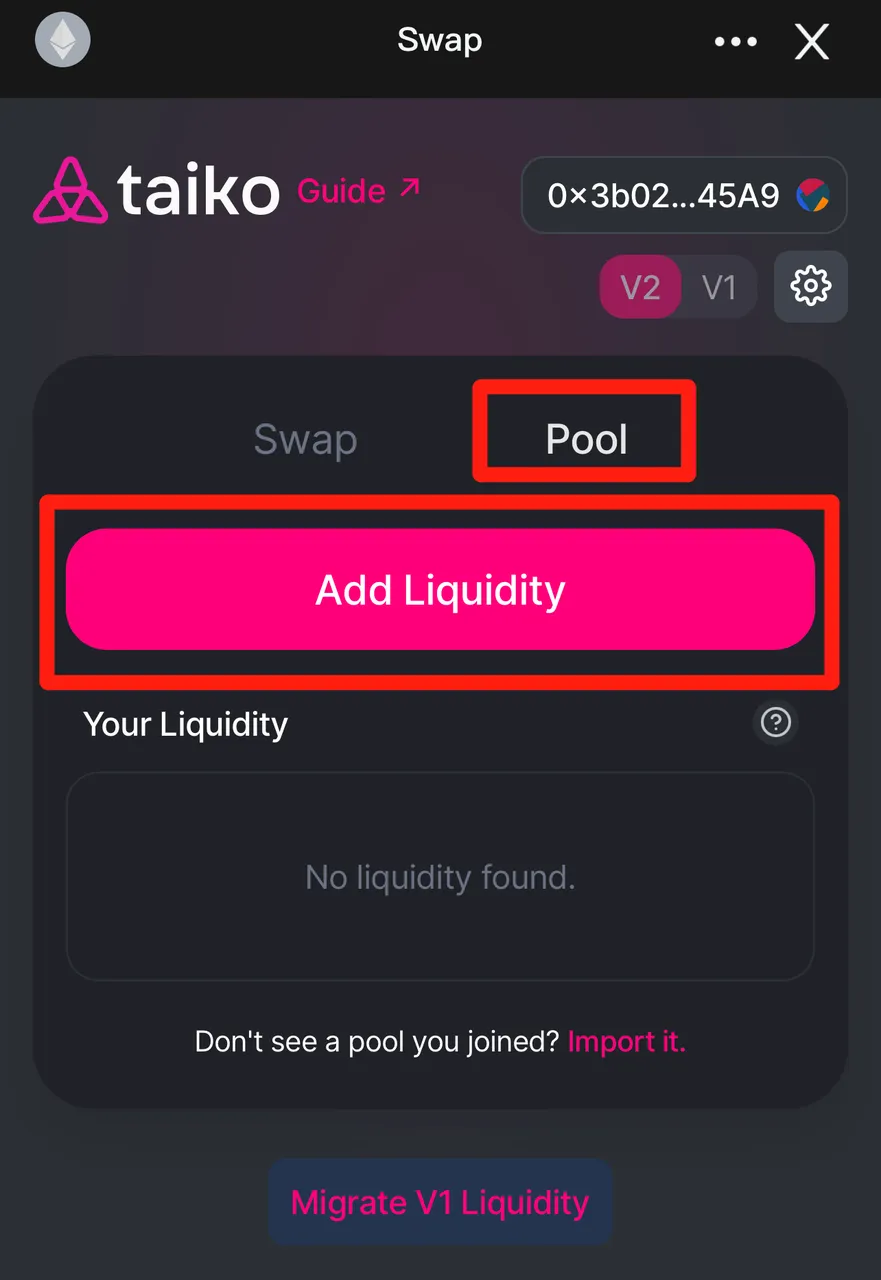 Swap
taiko Guide ↗ 0×3b02...45A9
V2 V1
Swap Pool
Add Liquidity
Your Liquidity ?
No liquidity found.
Don't see a pool you joined? Import it.
Migrate V1 Liquidity